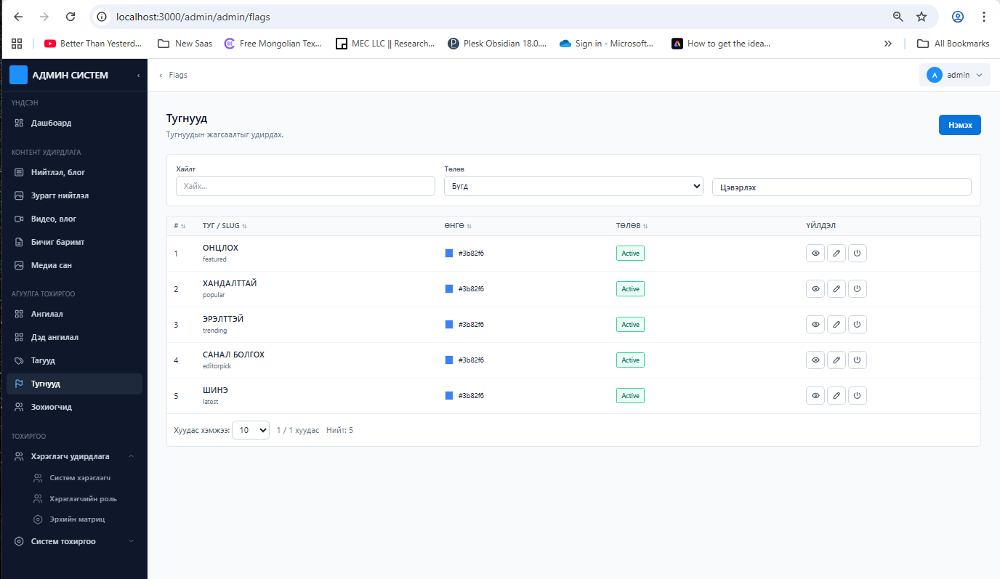 localhost:3000/admin/admin/flags
Better Than Yesterd...
New Saas
Free Mongolian Tex...
MEC LLC || Research...
Plesk Obsidian 18.0....
Sign in - Microsoft...
How to get the idea...
All Bookmarks
АДМИН СИСТЕМ
Flags
A
admin
ҮНДСЭН
Дашбоард
КОНТЕНТ УДИРДЛАГА
Нийтлэл, блог
Зурагт нийтлэл
Видео, влог
Бичиг баримт
Медиа сан
АГУУЛГА ТОХИРГОО
Ангилал
Дэд ангилал
Тагууд
Тугнууд
Зохиогчид
ТОХИРГОО
Хэрэглэгч удирдлага
Систем хэрэглэгч
Хэрэглэгчийн роль
Эрхийн матриц
Систем тохиргоо
Тугнууд
Тугнуудын жагсаалтыг удирдах.
Нэмэх
Хайлт
Төлөв
Хайх...
Бүгд
Цэвэрлэх
# ТУГ / SLUG ӨНГӨ ТӨЛӨВ ҮЙЛДЭЛ
1 ОНЦЛОХ #3b82f6 Active
featured
2 ХАНДАЛТТАЙ #3b82f6 Active
popular
3 ЭРЭЛТТЭЙ #3b82f6 Active
trending
4 САНАЛ БОЛГОХ #3b82f6 Active
editorpick
5 ШИНЭ #3b82f6 Active
latest
Хуудас хэмжээ: 10 1 / 1 хуудас Нийт: 5